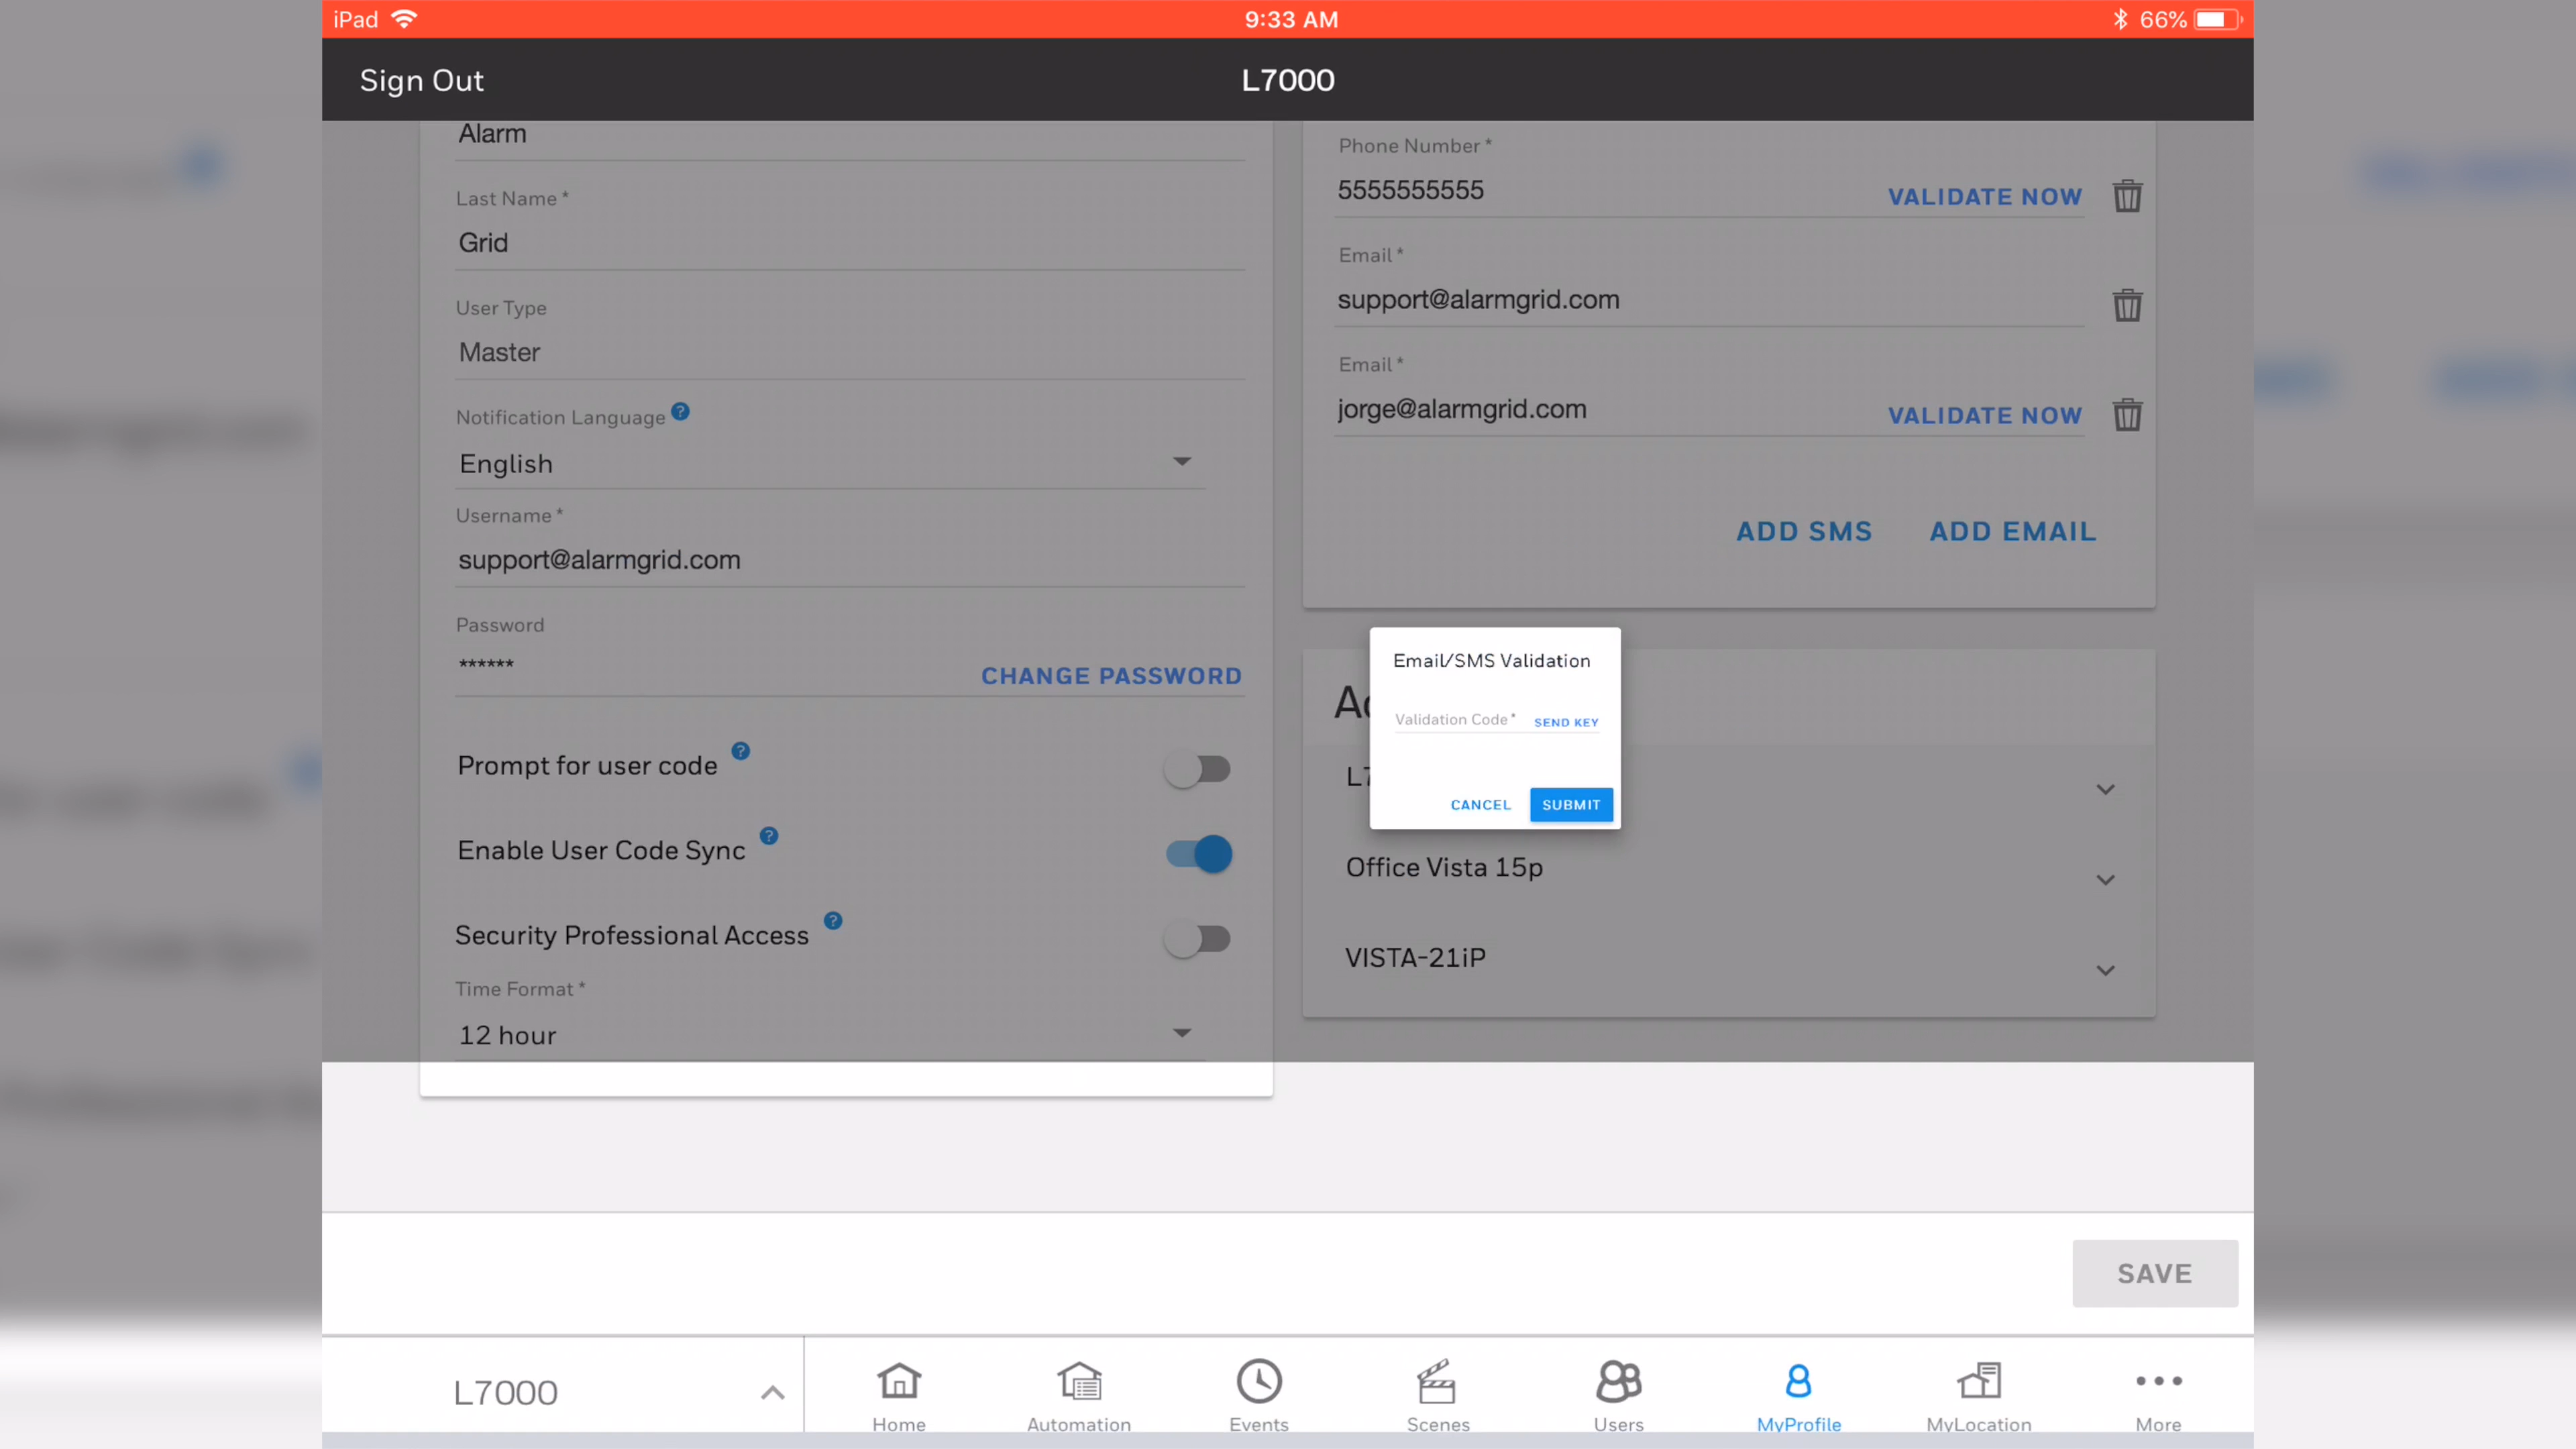 iPad 9:33 AM 66%
Sign Out L7000
Alarm
Last Name *
Grid
User Type
Master
Notification Language ?
English
Username *
support@alarmgrid.com
Password
******
CHANGE PASSWORD
Prompt for user code ?
Enable User Code Sync ?
Security Professional Access ?
Time Format *
12 hour
Phone Number *
5555555555
VALIDATE NOW
Email *
support@alarmgrid.com
Email *
jorge@alarmgrid.com
VALIDATE NOW
ADD SMS ADD EMAIL
Email/SMS Validation
Validation Code * SEND KEY
CANCEL SUBMIT
Office Vista 15p
VISTA-21iP
SAVE
L7000
Home
Automation
Events
Scenes
Users
MyProfile
MyLocation
More